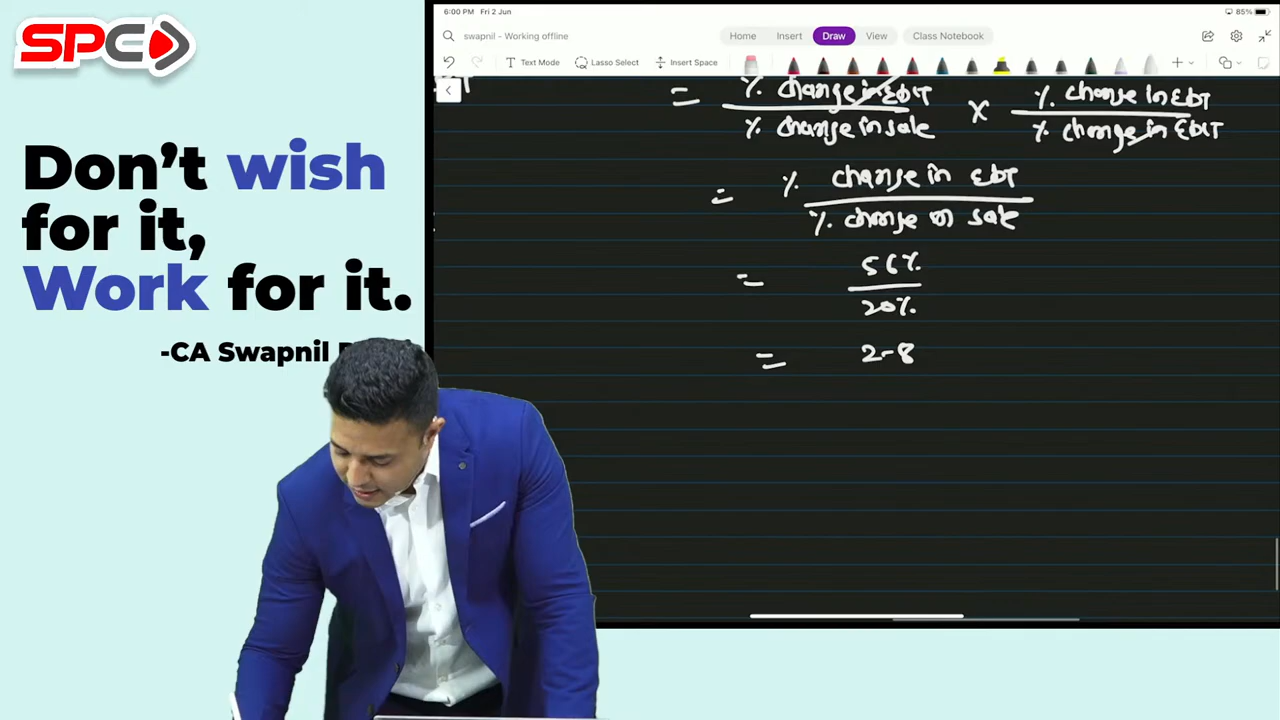 SPC
Don't wish
for it,
Work for it.
-CA Swapnil
6:00 PM Fri 2 Jun
85%
swapnil - Working offline
Home Insert Draw View Class Notebook
Text Mode Lasso Select Insert Space
= % change in EBIT / % change in sale × % change in EBT / % change in EBIT
= % change in EBT
% change in sale
= 56%
20%
= 2-8